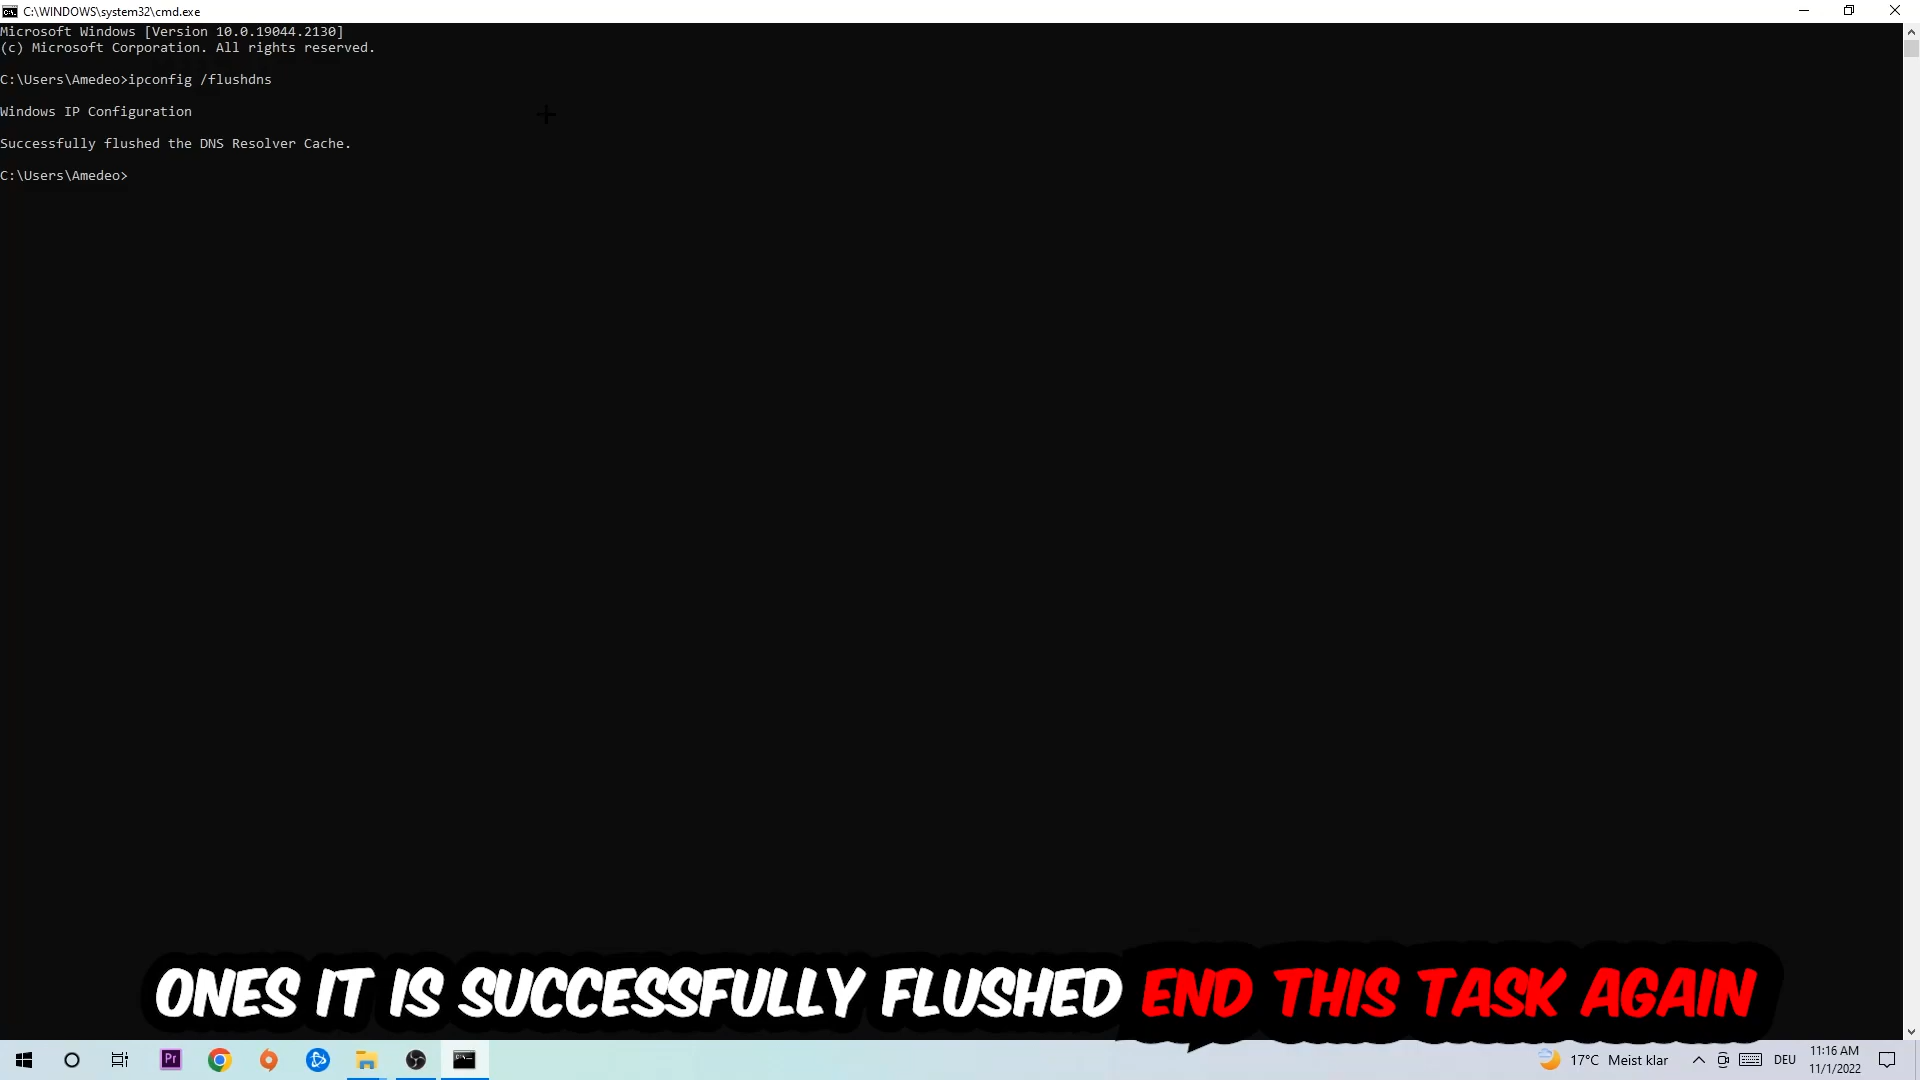 C:\WINDOWS\system32\cmd.exe
Microsoft Windows [Version 10.0.19044.2130]
(c) Microsoft Corporation. All rights reserved.
C:\Users\Amedeo>ipconfig /flushdns
Windows IP Configuration
Successfully flushed the DNS Resolver Cache.
C:\Users\Amedeo>
ONES IT IS SUCCESSFULLY FLUSHED END THIS TASK AGAIN
Pr
17°C Meist klar
DEU
11:16 AM
11/1/2022